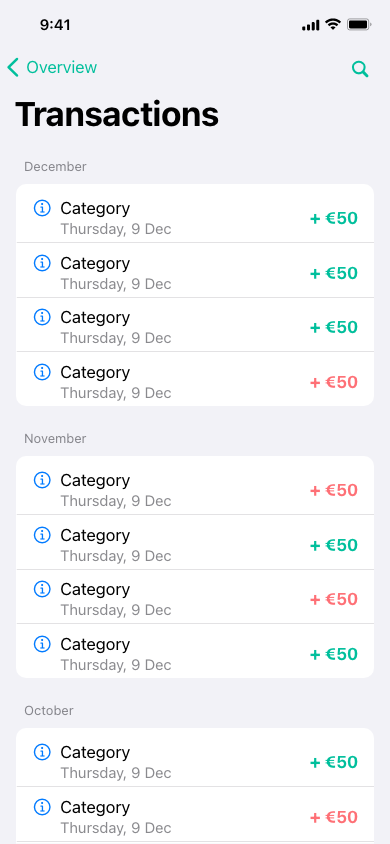 9:41
Overview
Transactions
December
Category
Thursday, 9 Dec
+ €50
Category
Thursday, 9 Dec
+ €50
Category
Thursday, 9 Dec
+ €50
Category
Thursday, 9 Dec
+ €50
November
Category
Thursday, 9 Dec
+ €50
Category
Thursday, 9 Dec
+ €50
Category
Thursday, 9 Dec
+ €50
Category
Thursday, 9 Dec
+ €50
October
Category
Thursday, 9 Dec
+ €50
Category
Thursday, 9 Dec
+ €50